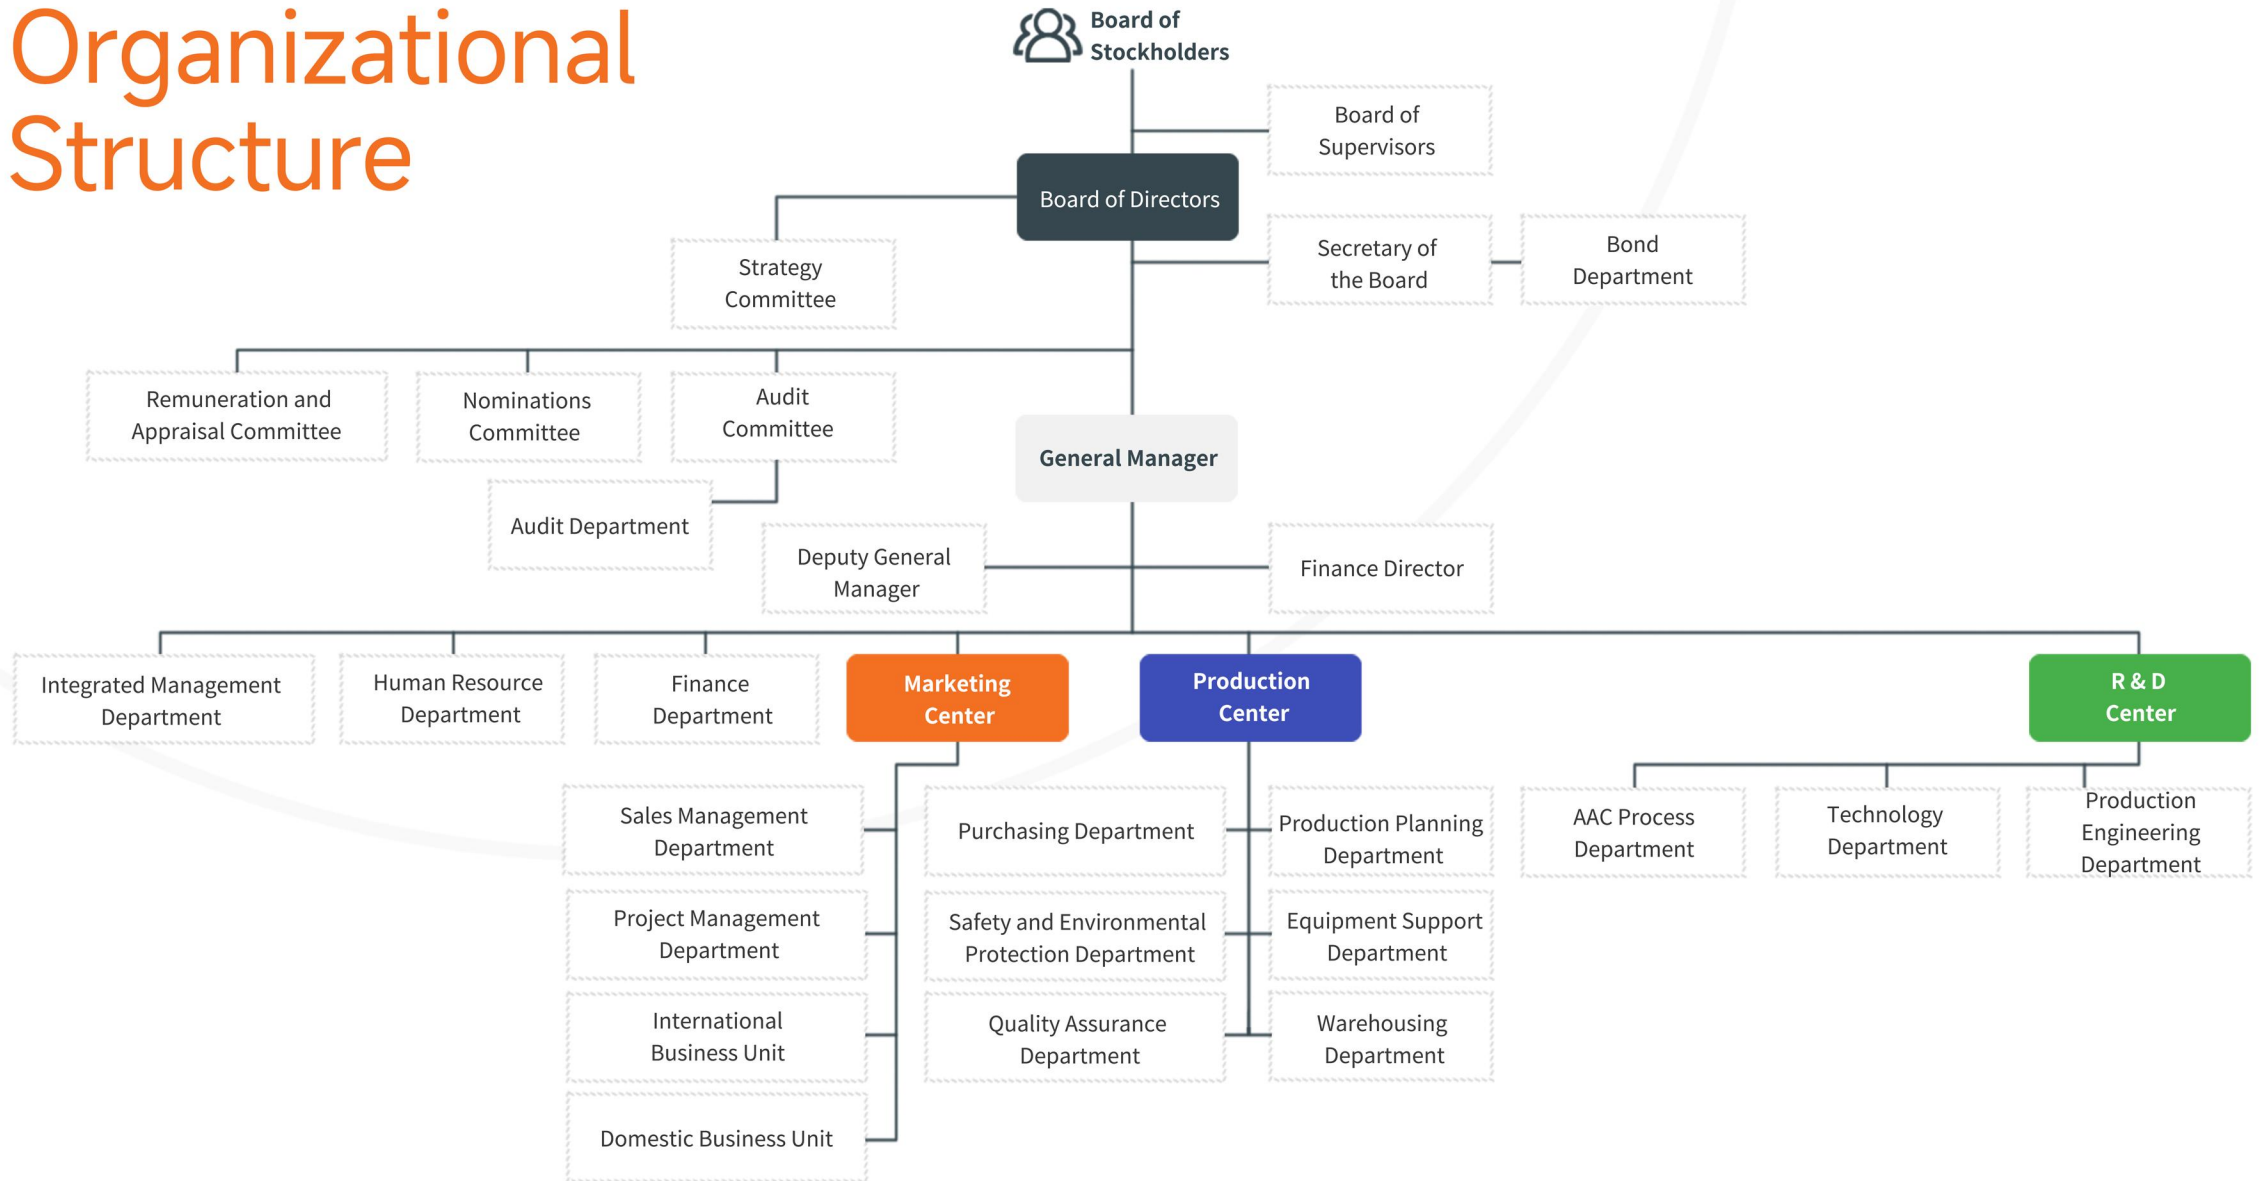 Organizational
Structure
Board of
Stockholders
Board of
Supervisors
Board of Directors
Secretary of
the Board
Bond
Department
Strategy
Committee
Remuneration and
Appraisal Committee
Nominations
Committee
Audit
Committee
General Manager
Audit Department
Deputy General
Manager
Finance Director
Integrated Management
Department
Human Resource
Department
Finance
Department
Marketing
Center
Production
Center
R & D
Center
Sales Management
Department
Purchasing Department
Production Planning
Department
AAC Process
Department
Technology
Department
Production
Engineering
Department
Project Management
Department
Safety and Environmental
Protection Department
Equipment Support
Department
International
Business Unit
Quality Assurance
Department
Warehousing
Department
Domestic Business Unit